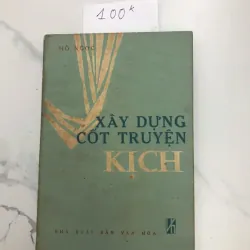 100k
HỒ NGỌC
XÂY DỰNG
CỐT TRUYỆN
KỊCH
NHÀ XUẤT BẢN VĂN HÓA